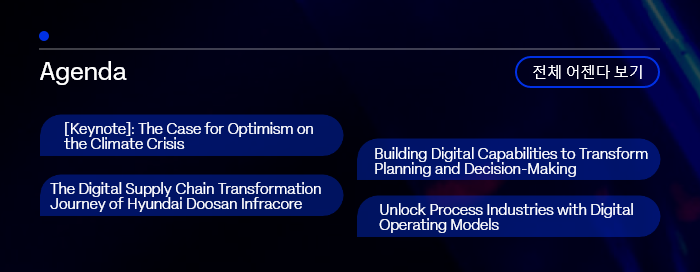 Agenda
전체 어젠다 보기
[Keynote]: The Case for Optimism on
the Climate Crisis
The Digital Supply Chain Transformation
Journey of Hyundai Doosan Infracore
Building Digital Capabilities to Transform
Planning and Decision-Making
Unlock Process Industries with Digital
Operating Models